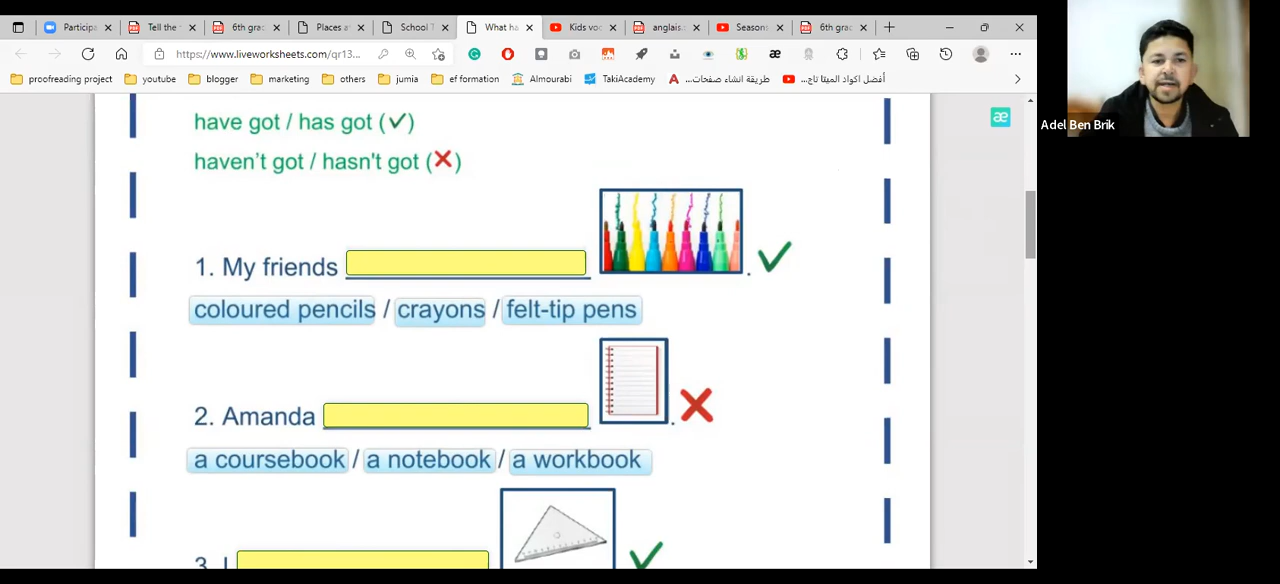 Participa
Tell the
6th grac
Places a
School T
What ha
Kids voc
anglais.
Season:
6th grac
https://www.liveworksheets.com/qr13...
proofreading project
youtube
blogger
marketing
others
jumia
ef formation
Almourabi
TakiAcademy
طريقة انشاء صفحات...
أفضل اكواد الميتا تاج...
have got / has got (✓)
haven't got / hasn't got (✗)
æ
Adel Ben Brik
1. My friends
coloured pencils / crayons / felt-tip pens
2. Amanda
a coursebook / a notebook / a workbook
3. I